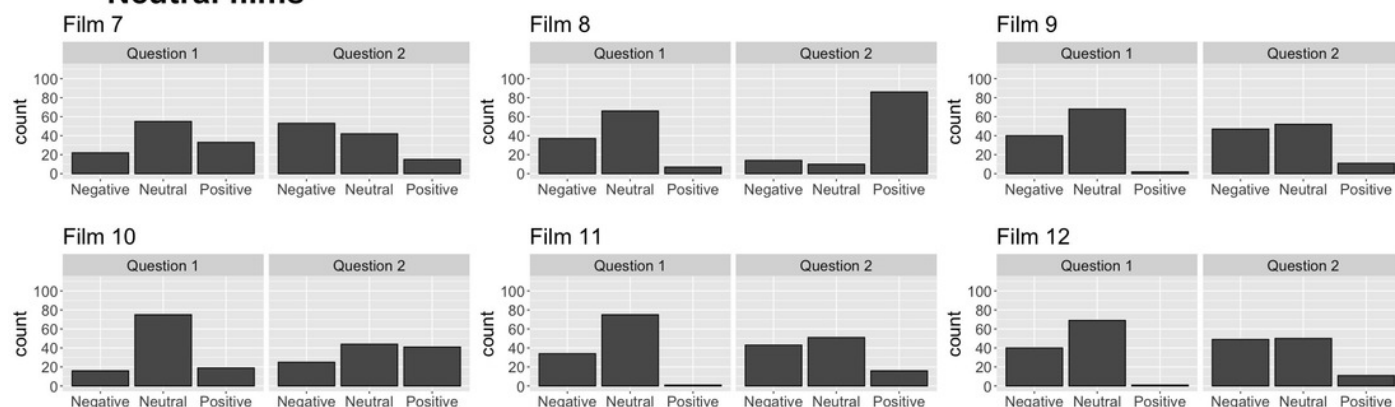 Neutral films
Film 7
Question 1 Question 2
count
100
80
60
40
20
0
Negative Neutral Positive Negative Neutral Positive
Film 8
Question 1 Question 2
count
100
80
60
40
20
0
Negative Neutral Positive Negative Neutral Positive
Film 9
Question 1 Question 2
count
100
80
60
40
20
0
Negative Neutral Positive Negative Neutral Positive
Film 10
Question 1 Question 2
count
100
80
60
40
20
0
Negative Neutral Positive Negative Neutral Positive
Film 11
Question 1 Question 2
count
100
80
60
40
20
0
Negative Neutral Positive Negative Neutral Positive
Film 12
Question 1 Question 2
count
100
80
60
40
20
0
Negative Neutral Positive Negative Neutral Positive